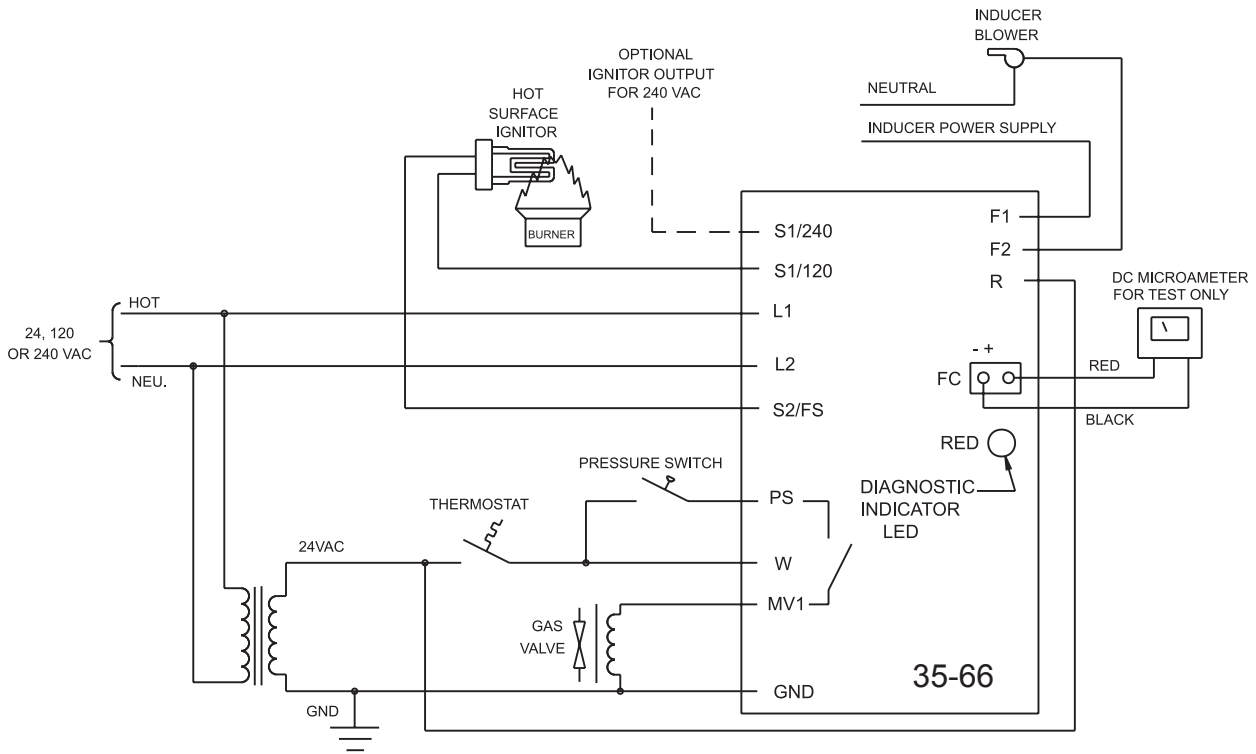 INDUCER
BLOWER
OPTIONAL
IGNITOR OUTPUT
FOR 240 VAC
NEUTRAL
HOT
SURFACE
IGNITOR
INDUCER POWER SUPPLY
BURNER
S1/240
F1
F2
S1/120
R
DC MICROAMETER
FOR TEST ONLY
HOT
L1
24, 120
OR 240 VAC
- +
L2
RED
NEU.
FC
S2/FS
BLACK
RED
PRESSURE SWITCH
DIAGNOSTIC
INDICATOR
LED
PS
THERMOSTAT
24VAC
W
MV1
GAS
VALVE
35-66
GND
GND